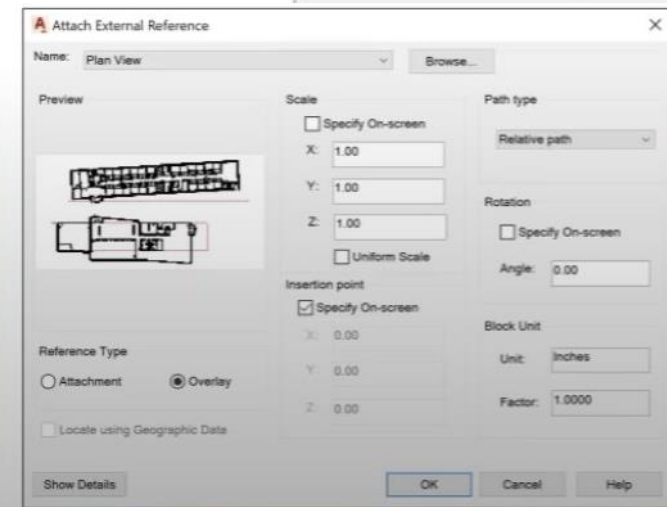 Attach External Reference
Name: Plan View Browse...
Preview
Scale
Specify On-screen
X: 1.00
Y: 1.00
Z: 1.00
Uniform Scale
Path type
Relative path
Rotation
Specify On-screen
Angle: 0.00
Insertion point
Specify On-screen
X: 0.00
Y: 0.00
Z: 0.00
Block Unit
Unit: Inches
Factor: 1.0000
Reference Type
Attachment Overlay
Locate using Geographic Data
Show Details OK Cancel Help